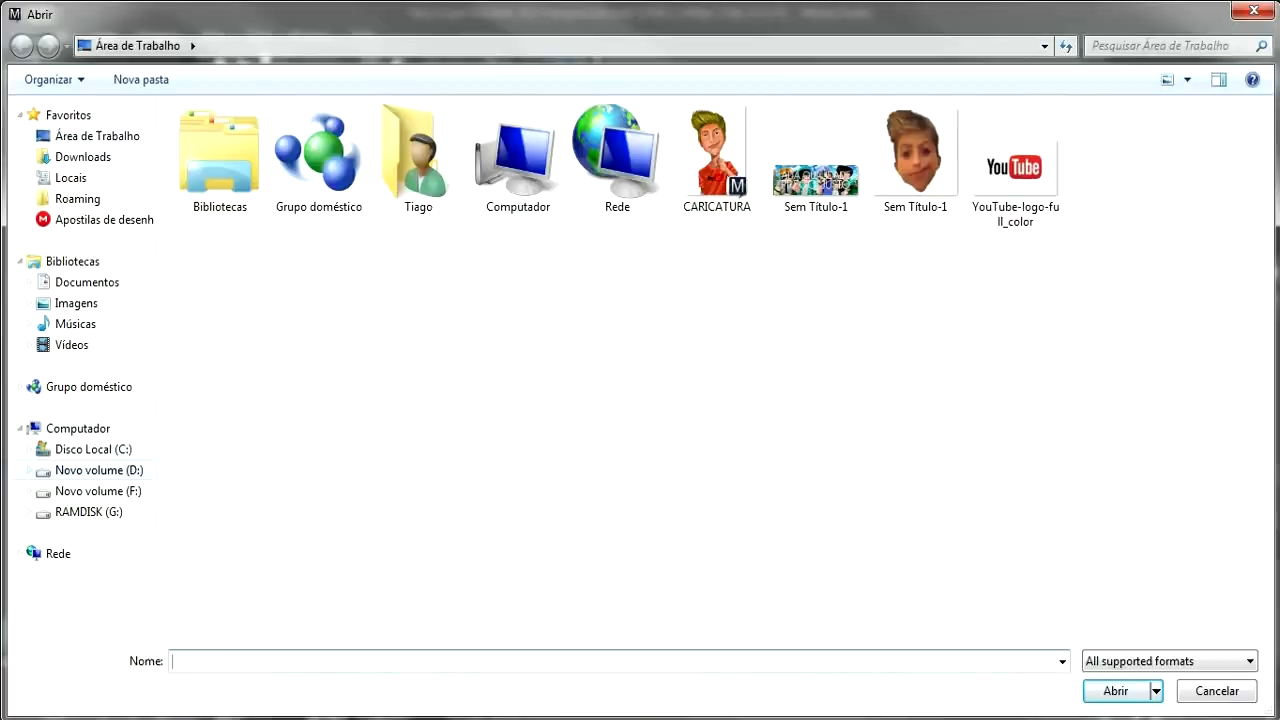 Abrir
Área de Trabalho
Pesquisar Área de Trabalho
Organizar
Nova pasta
Favoritos
Área de Trabalho
Downloads
Locais
Roaming
Apostilas de desenh
Bibliotecas
Documentos
Imagens
Músicas
Vídeos
Grupo doméstico
Computador
Disco Local (C:)
Novo volume (D:)
Novo volume (F:)
RAMDISK (G:)
Rede
Bibliotecas
Grupo doméstico
Tiago
Computador
Rede
M
CARICATURA
Sem Título-1
Sem Título-1
YouTube
YouTube-logo-fu
ll_color
Nome:
All supported formats
Abrir
Cancelar